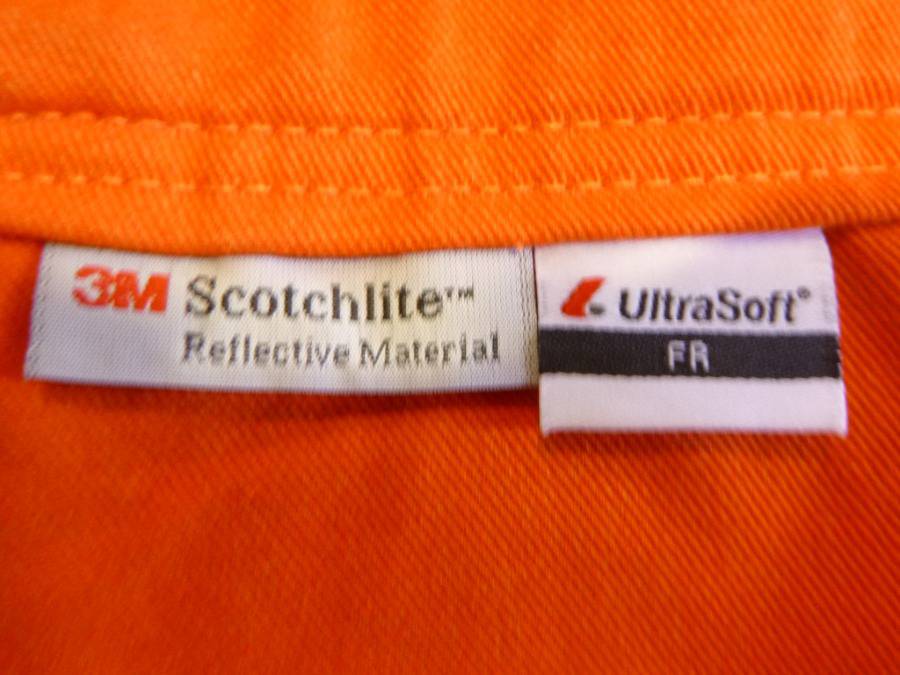 3M Scotchlite™
Reflective Material
UltraSoft®
FR